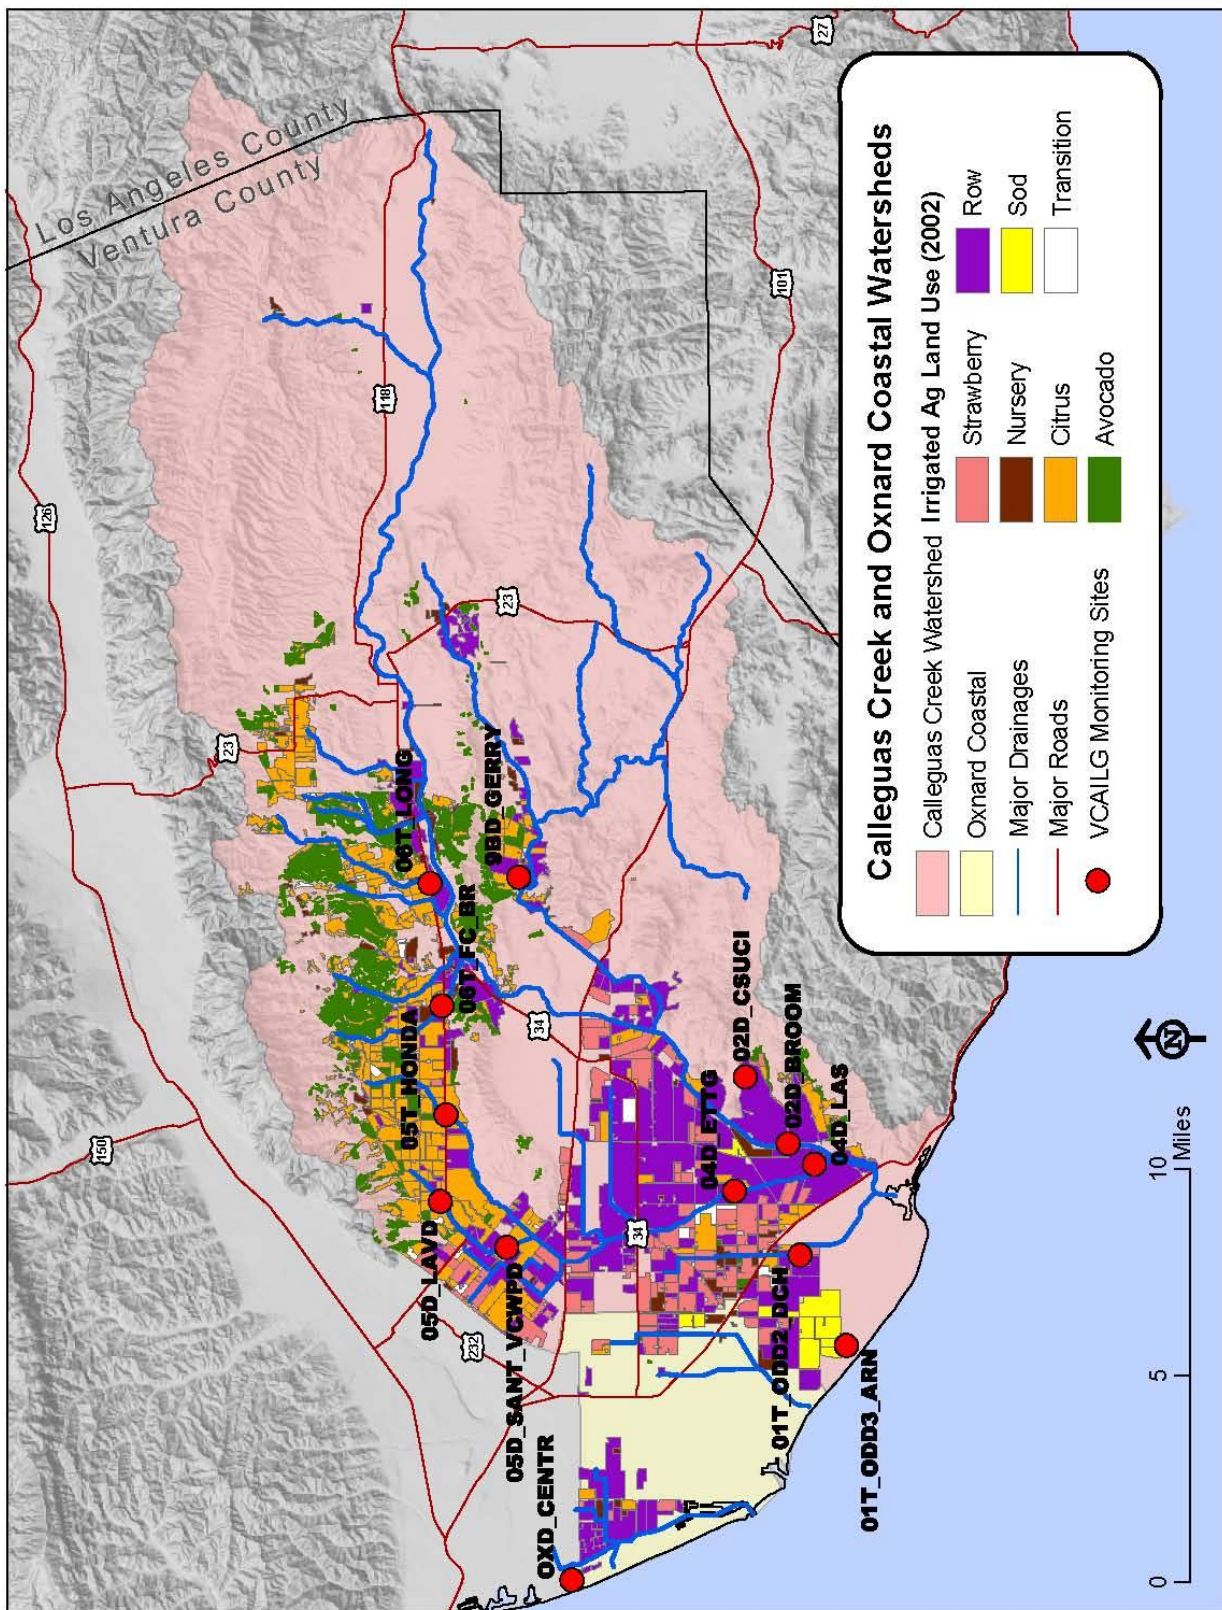 Los Angeles County
Ventura County
126
118
27
101
23
23
150
34
34
232
06T_LONG
9BD_GERRY
06T_FC_BR
05T_HONDA
05D_LAVD
05D_SANT_VCWPD
OXD_CENTR
02D_CSUCI
02D_BROOM
04D_ETTG
04D_LAS
01T_ODD2_DCH
01T_ODD3_ARN
Calleguas Creek and Oxnard Coastal Watersheds
Calleguas Creek Watershed
Oxnard Coastal
Major Drainages
Major Roads
VCAILG Monitoring Sites
Irrigated Ag Land Use (2002)
Strawberry
Nursery
Citrus
Avocado
Row
Sod
Transition
N
0 5 10
Miles